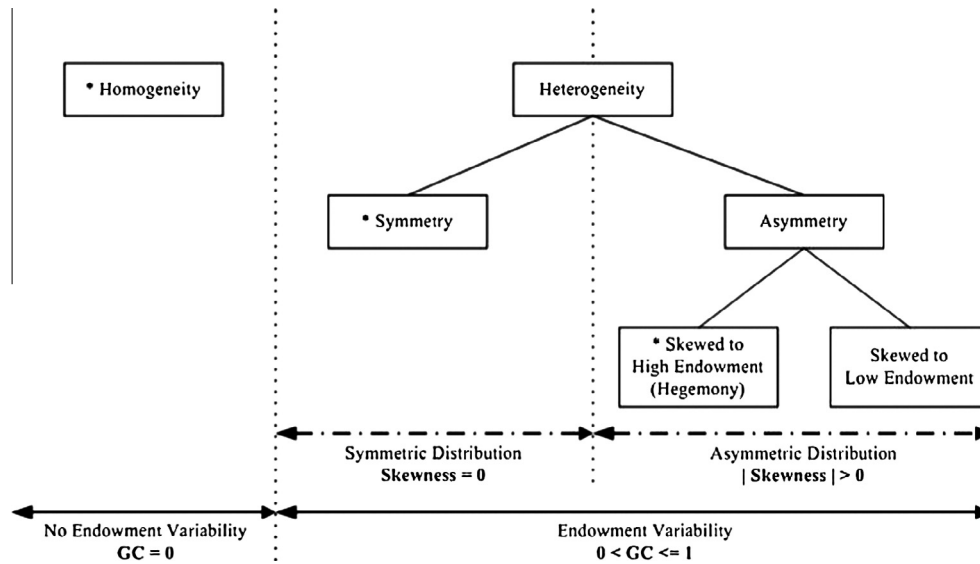 * Homogeneity
Heterogeneity
* Symmetry
Asymmetry
* Skewed to
High Endowment
(Hegemony)
Skewed to
Low Endowment
Symmetric Distribution
Skewness = 0
Asymmetric Distribution
| Skewness | > 0
No Endowment Variability
GC = 0
Endowment Variability
0 < GC <= 1